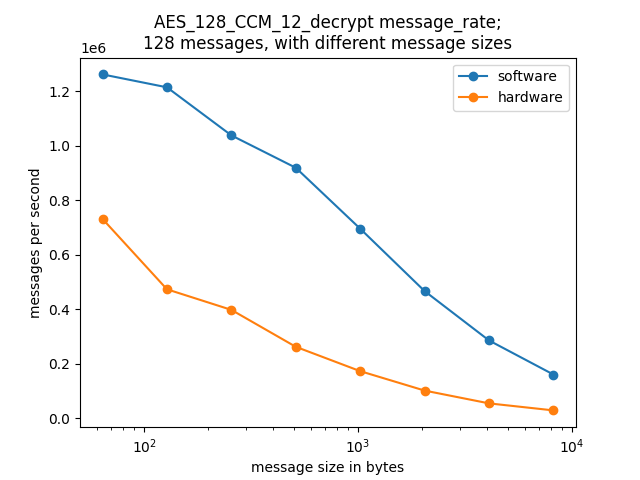 AES_128_CCM_12_decrypt message_rate;
128 messages, with different message sizes
1e6
software
hardware
1.2
1.0
0.8
0.6
0.4
0.2
0.0
messages per second
10²
10³
10⁴
message size in bytes